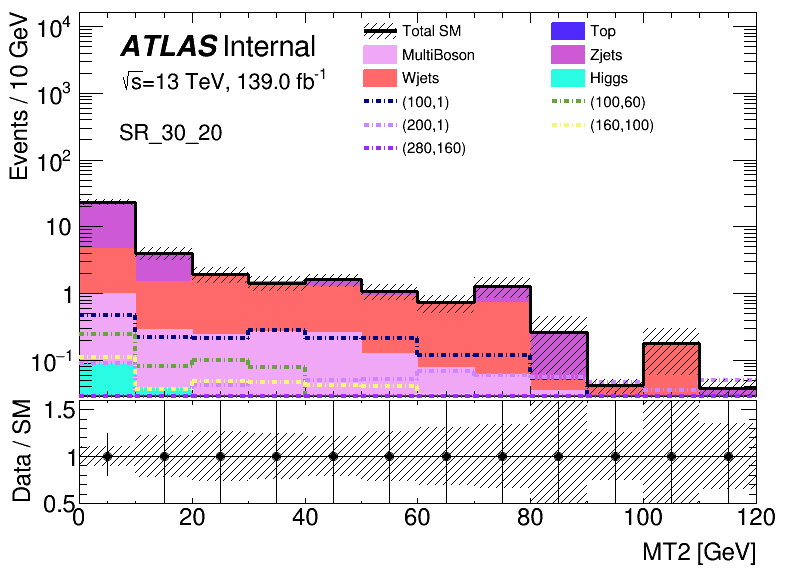 ATLAS Internal
√s=13 TeV, 139.0 fb⁻¹
SR_30_20
Total SM
Top
MultiBoson
Zjets
Wjets
Higgs
(100,1)
(100,60)
(200,1)
(160,100)
(280,160)
Events / 10 GeV
10⁴
10³
10²
10
1
10⁻¹
Data / SM
1.5
1
0.5
0 20 40 60 80 100 120
MT2 [GeV]